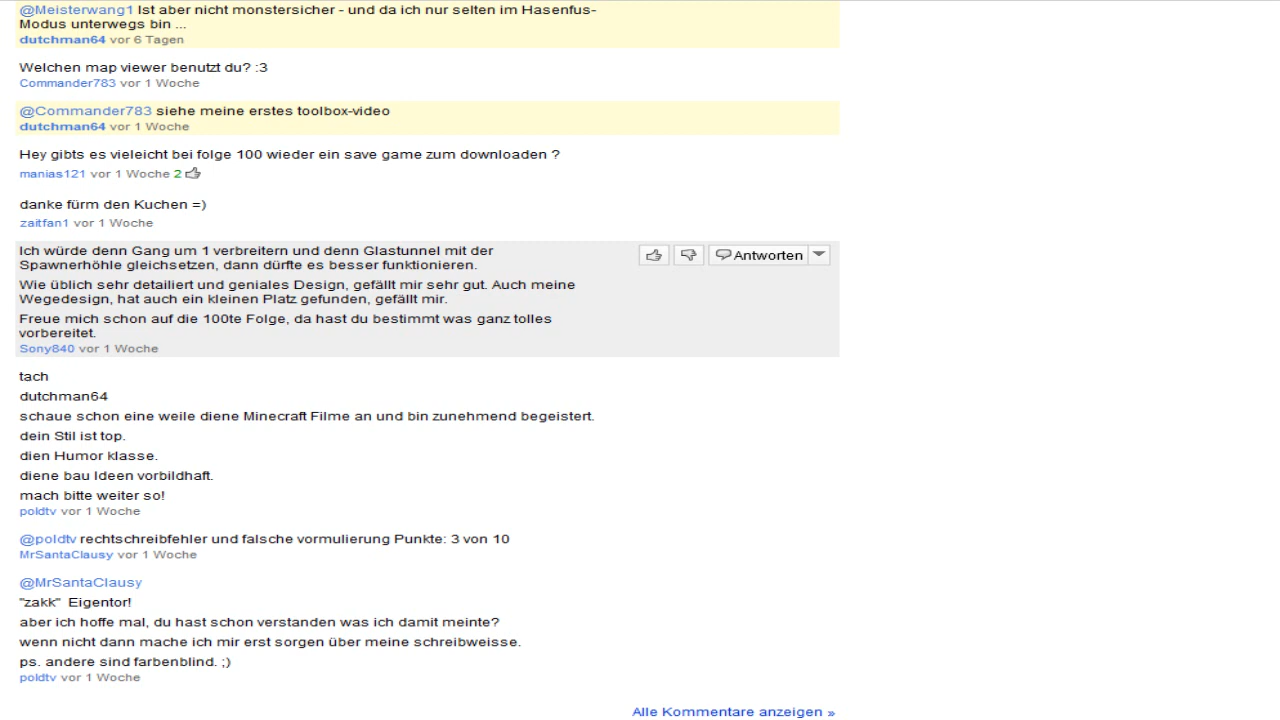 @Meisterwang1 Ist aber nicht monstersicher - und da ich nur selten im Hasenfus-
Modus unterwegs bin ...
dutchman64 vor 6 Tagen
Welchen map viewer benutzt du? :3
Commander783 vor 1 Woche
@Commander783 siehe meine erstes toolbox-video
dutchman64 vor 1 Woche
Hey gibts es vieleicht bei folge 100 wieder ein save game zum downloaden ?
manias121 vor 1 Woche 2
danke fürm den Kuchen =)
zaitfan1 vor 1 Woche
Ich würde denn Gang um 1 verbreitern und denn Glastunnel mit der
Spawnerhöhle gleichsetzen, dann dürfte es besser funktionieren.
Antworten
Wie üblich sehr detailiert und geniales Design, gefällt mir sehr gut. Auch meine
Wegedesign, hat auch ein kleinen Platz gefunden, gefällt mir.
Freue mich schon auf die 100te Folge, da hast du bestimmt was ganz tolles
vorbereitet.
Sony840 vor 1 Woche
tach
dutchman64
schaue schon eine weile diene Minecraft Filme an und bin zunehmend begeistert.
dein Stil ist top.
dien Humor klasse.
diene bau Ideen vorbildhaft.
mach bitte weiter so!
poldtv vor 1 Woche
@poldtv rechtschreibfehler und falsche vormulierung Punkte: 3 von 10
MrSantaClausy vor 1 Woche
@MrSantaClausy
"zakk" Eigentor!
aber ich hoffe mal, du hast schon verstanden was ich damit meinte?
wenn nicht dann mache ich mir erst sorgen über meine schreibweisse.
ps. andere sind farbenblind. ;)
poldtv vor 1 Woche
Alle Kommentare anzeigen »